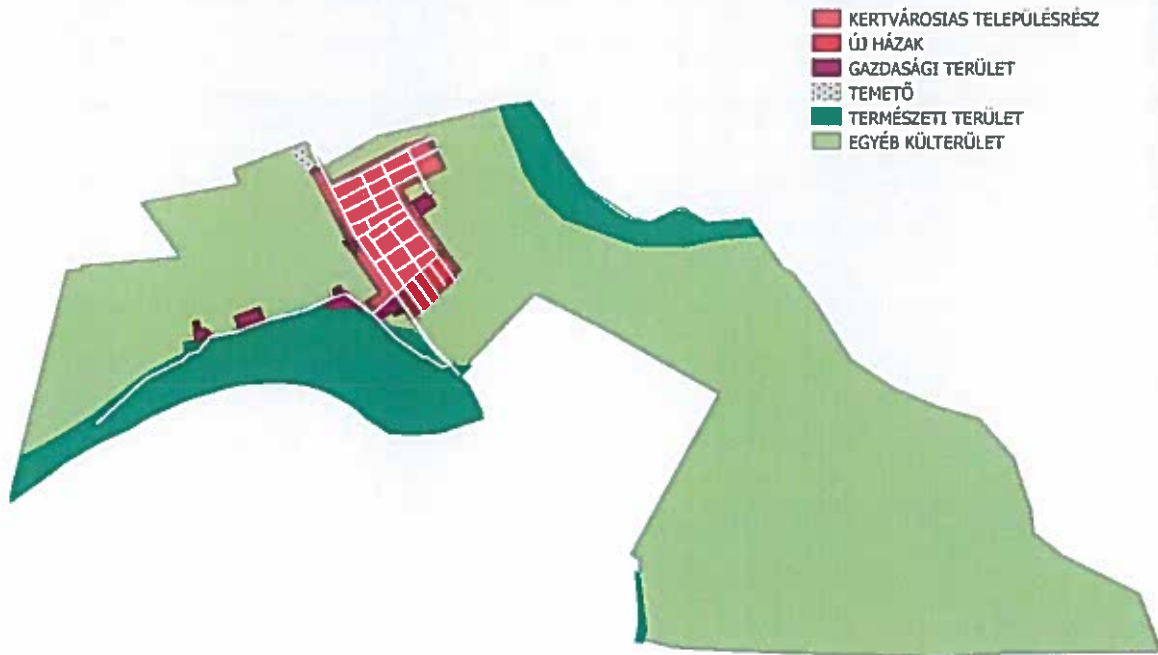 KERTVÁROSIAS TELEPÜLÉSRÉSZ
ÚJ HÁZAK
GAZDASÁGI TERÜLET
TEMETŐ
TERMÉSZETI TERÜLET
EGYÉB KÜLTERÜLET